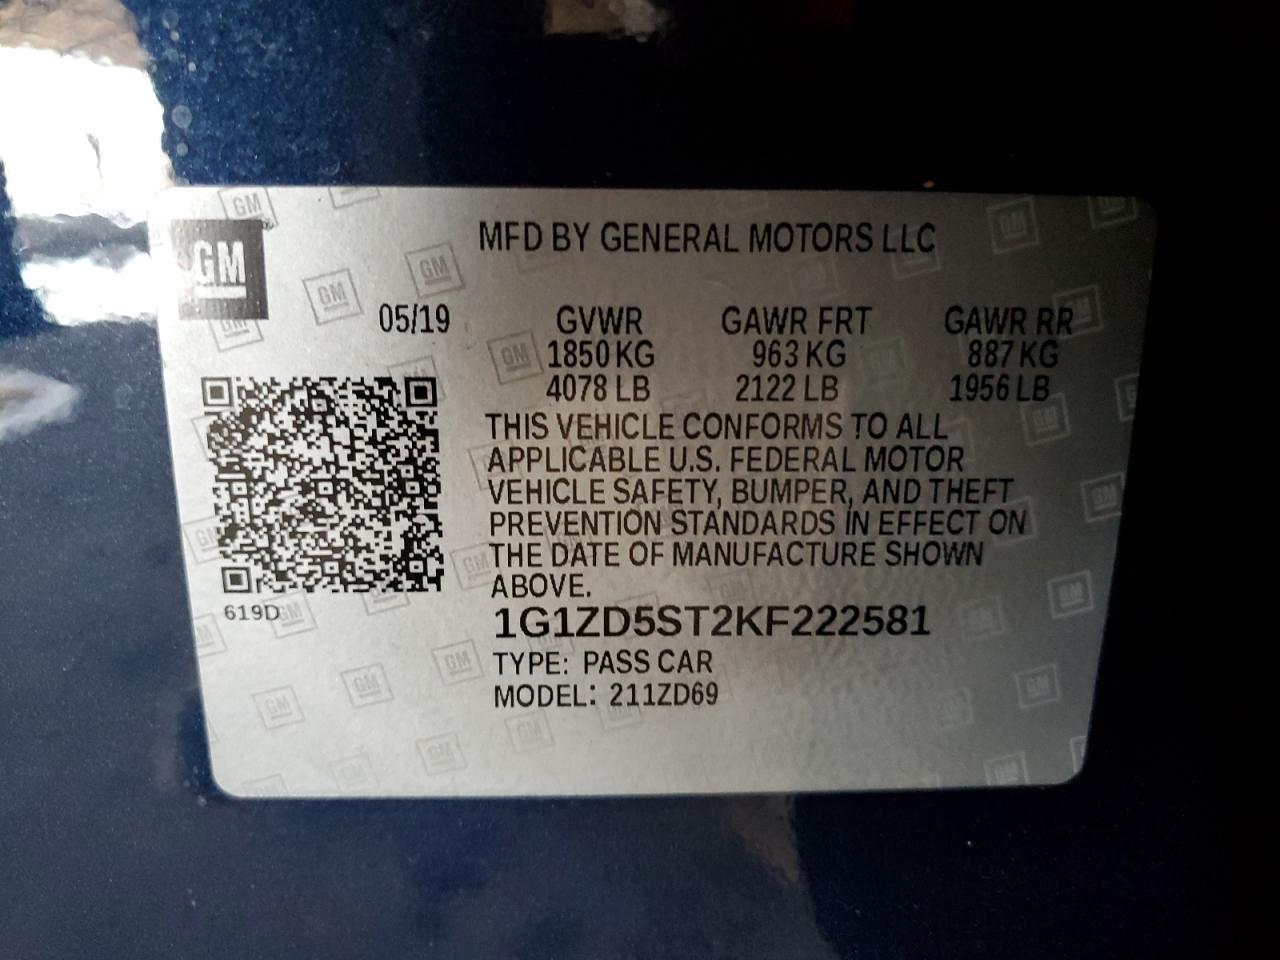 GM
MFD BY GENERAL MOTORS LLC
05/19 GVWR GAWR FRT GAWR RR
1850 KG 963 KG 887 KG
4078 LB 2122 LB 1956 LB
THIS VEHICLE CONFORMS TO ALL
APPLICABLE U.S. FEDERAL MOTOR
VEHICLE SAFETY, BUMPER, AND THEFT
PREVENTION STANDARDS IN EFFECT ON
THE DATE OF MANUFACTURE SHOWN
ABOVE.
619D
1G1ZD5ST2KF222581
TYPE: PASS CAR
MODEL: 211ZD69